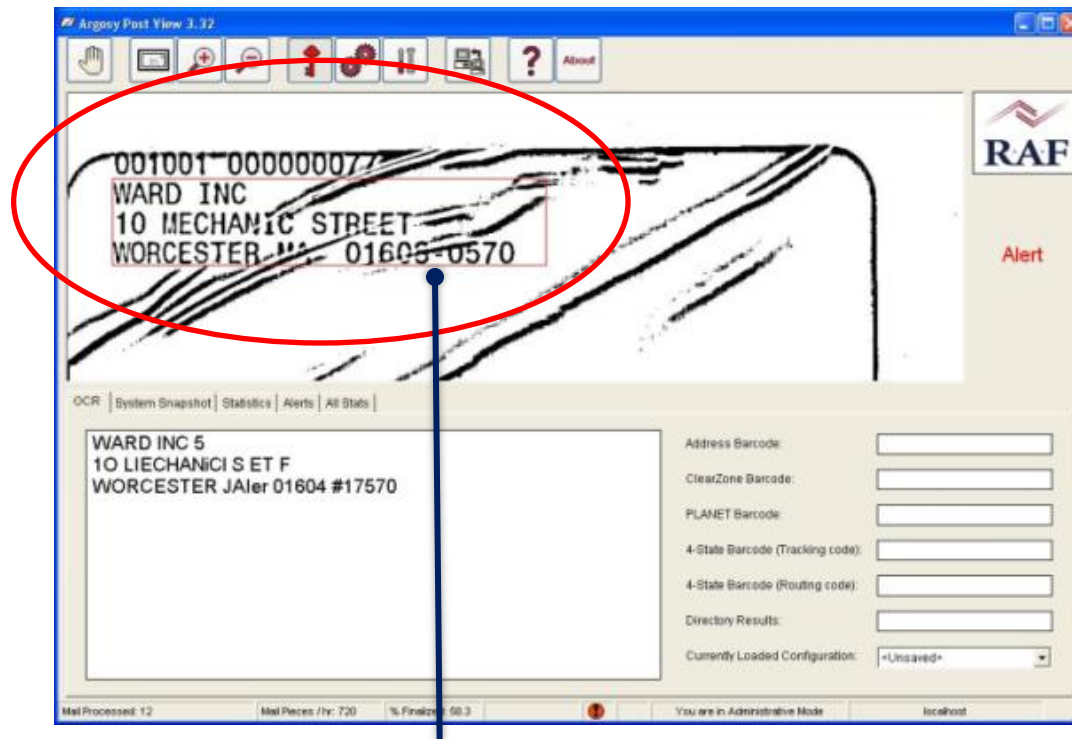 Argosy Post View 3.32
About
001001 000000077
WARD INC
10 MECHANIC STREET
WORCESTER MA 01608-0570
RAF
Alert
OCR System Snapshot Statistics Alerts All Stats
WARD INC 5
1O LIECHANiCI S ET F
WORCESTER JAler 01604 #17570
Address Barcode:
ClearZone Barcode:
PLANET Barcode:
4-State Barcode (Tracking code):
4-State Barcode (Routing code):
Directory Results:
Currently Loaded Configuration: <Unsaved>
Mail Processed: 12 Mail Pieces / hr: 720 % Finalized: 58.3 You are in Administrative Mode localhost